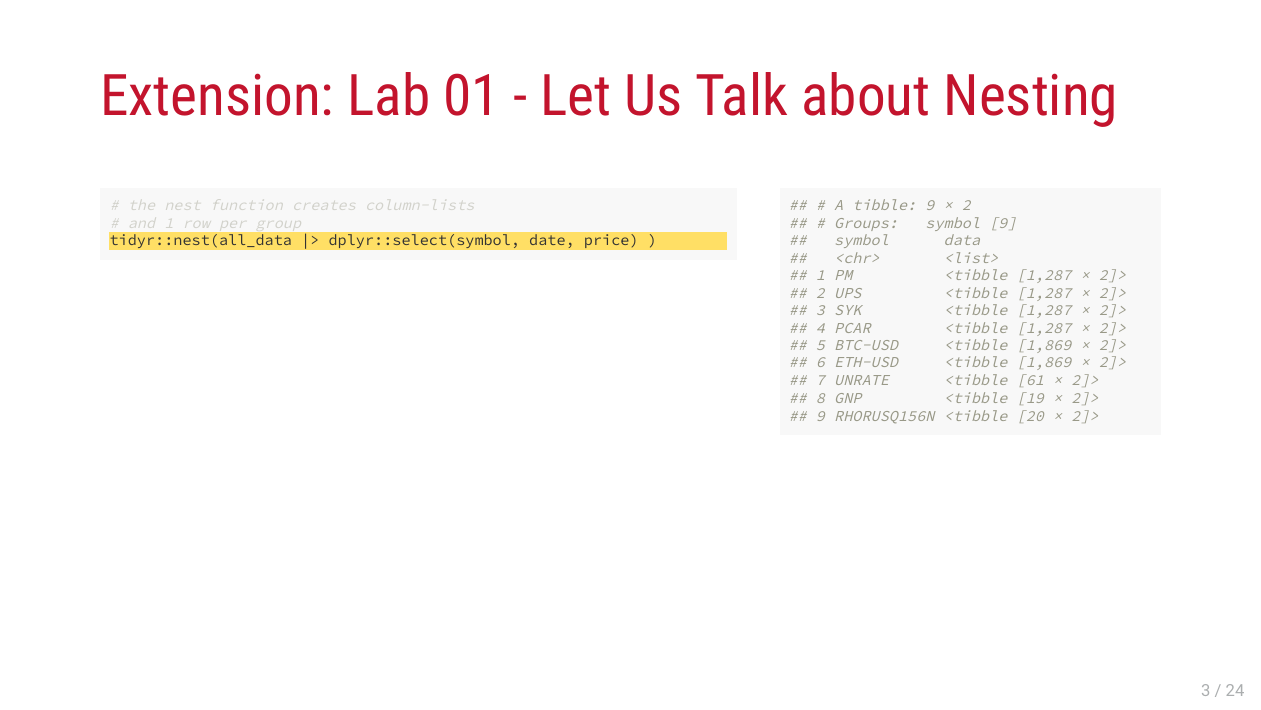 Extension: Lab 01 - Let Us Talk about Nesting
# the nest function creates column-lists
# and 1 row per group
tidyr::nest(all_data |> dplyr::select(symbol, date, price) )
## # A tibble: 9 × 2
## # Groups:   symbol [9]
##   symbol      data
##   <chr>       <list>
## 1 PM          <tibble [1,287 × 2]>
## 2 UPS         <tibble [1,287 × 2]>
## 3 SYK         <tibble [1,287 × 2]>
## 4 PCAR        <tibble [1,287 × 2]>
## 5 BTC-USD     <tibble [1,869 × 2]>
## 6 ETH-USD     <tibble [1,869 × 2]>
## 7 UNRATE      <tibble [61 × 2]>
## 8 GNP         <tibble [19 × 2]>
## 9 RHORUSQ156N <tibble [20 × 2]>
3 / 24